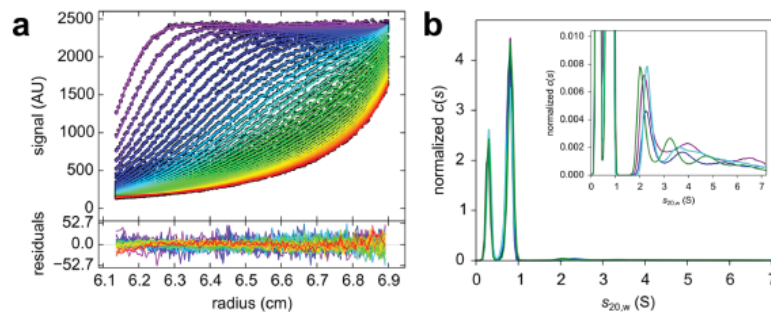 a
signal (AU)
2500
2000
1500
1000
500
0
residuals
52.7
0.0
−52.7
6.1 6.2 6.3 6.4 6.5 6.6 6.7 6.8 6.9
radius (cm)
b
normalized c(s)
4
3
2
1
0
0 1 2 3 4 5 6 7
s20,w (S)
normalized c(s)
0.010
0.008
0.006
0.004
0.002
0.000
0 1 2 3 4 5 6 7
s20,w (S)